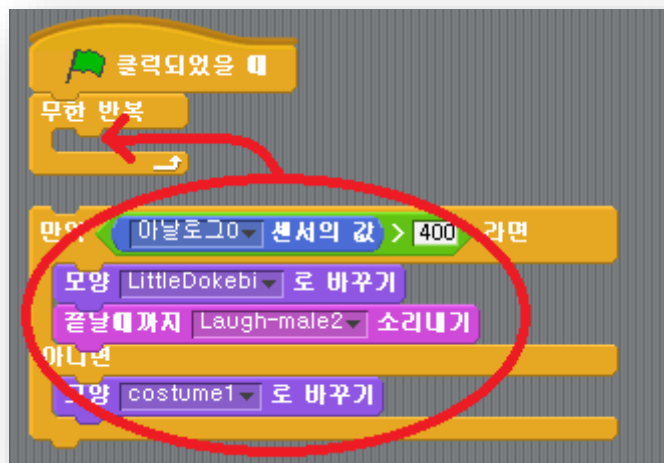 클릭되었을 때
무한 반복
만약 아날로그0 센서의 값 > 400 라면
모양 LittleDokebi 로 바꾸기
끝날때까지 Laugh-male2 소리내기
아니면
모양 costume1 로 바꾸기